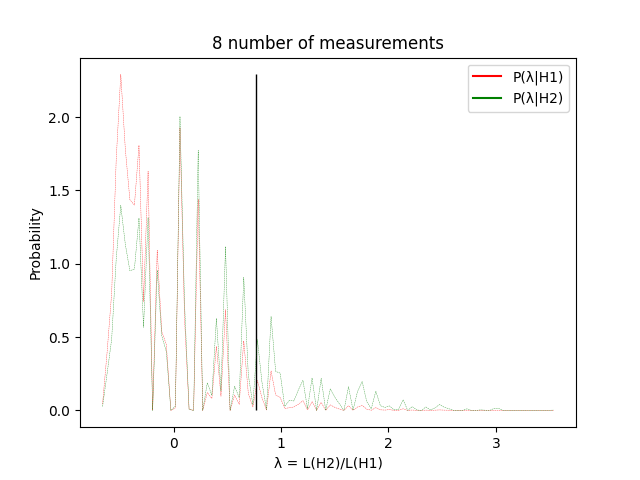 8 number of measurements
P(λ|H1)
P(λ|H2)
Probability
2.0
1.5
1.0
0.5
0.0
0
1
2
3
λ = L(H2)/L(H1)